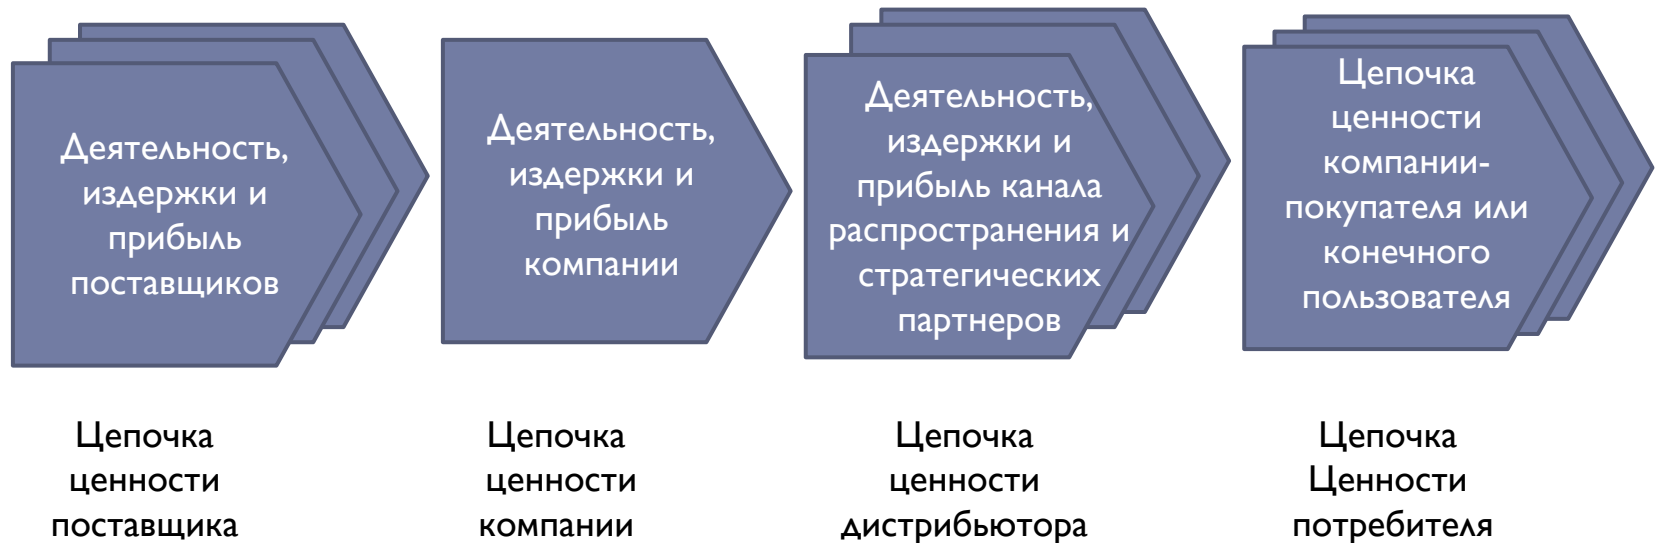 Деятельность,
издержки и
прибыль
поставщиков
Деятельность,
издержки и
прибыль
компании
Деятельность,
издержки и
прибыль канала
распространения и
стратегических
партнеров
Цепочка
ценности
компании-
покупателя или
конечного
пользователя
Цепочка
ценности
поставщика
Цепочка
ценности
компании
Цепочка
ценности
дистрибьютора
Цепочка
Ценности
потребителя